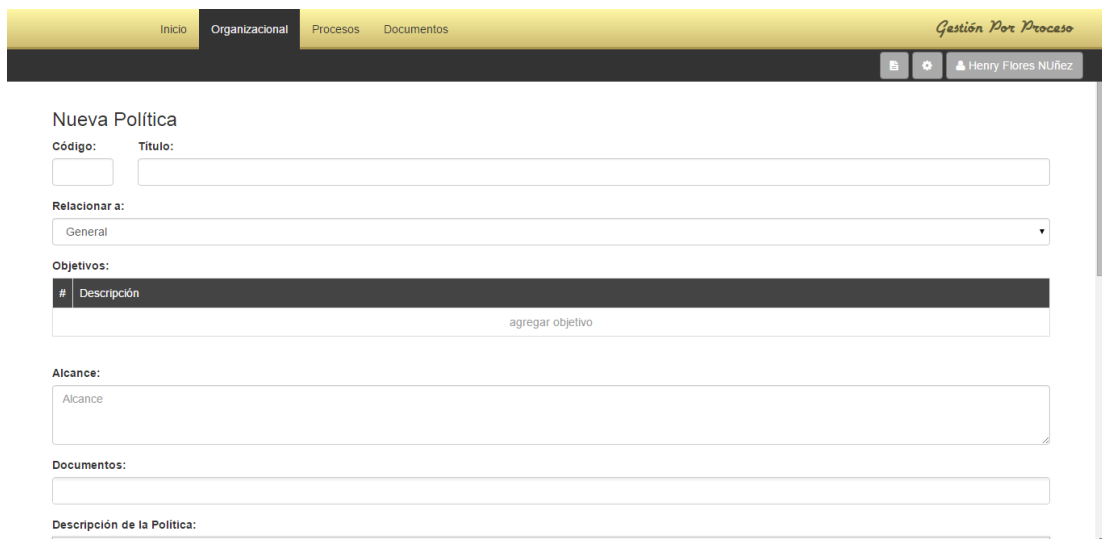 Inicio Organizacional Procesos Documentos Gestión Por Proceso
Henry Flores NUñez
Nueva Política
Código: Título:
Relacionar a:
General
Objetivos:
# Descripción
agregar objetivo
Alcance:
Alcance
Documentos:
Descripción de la Política: